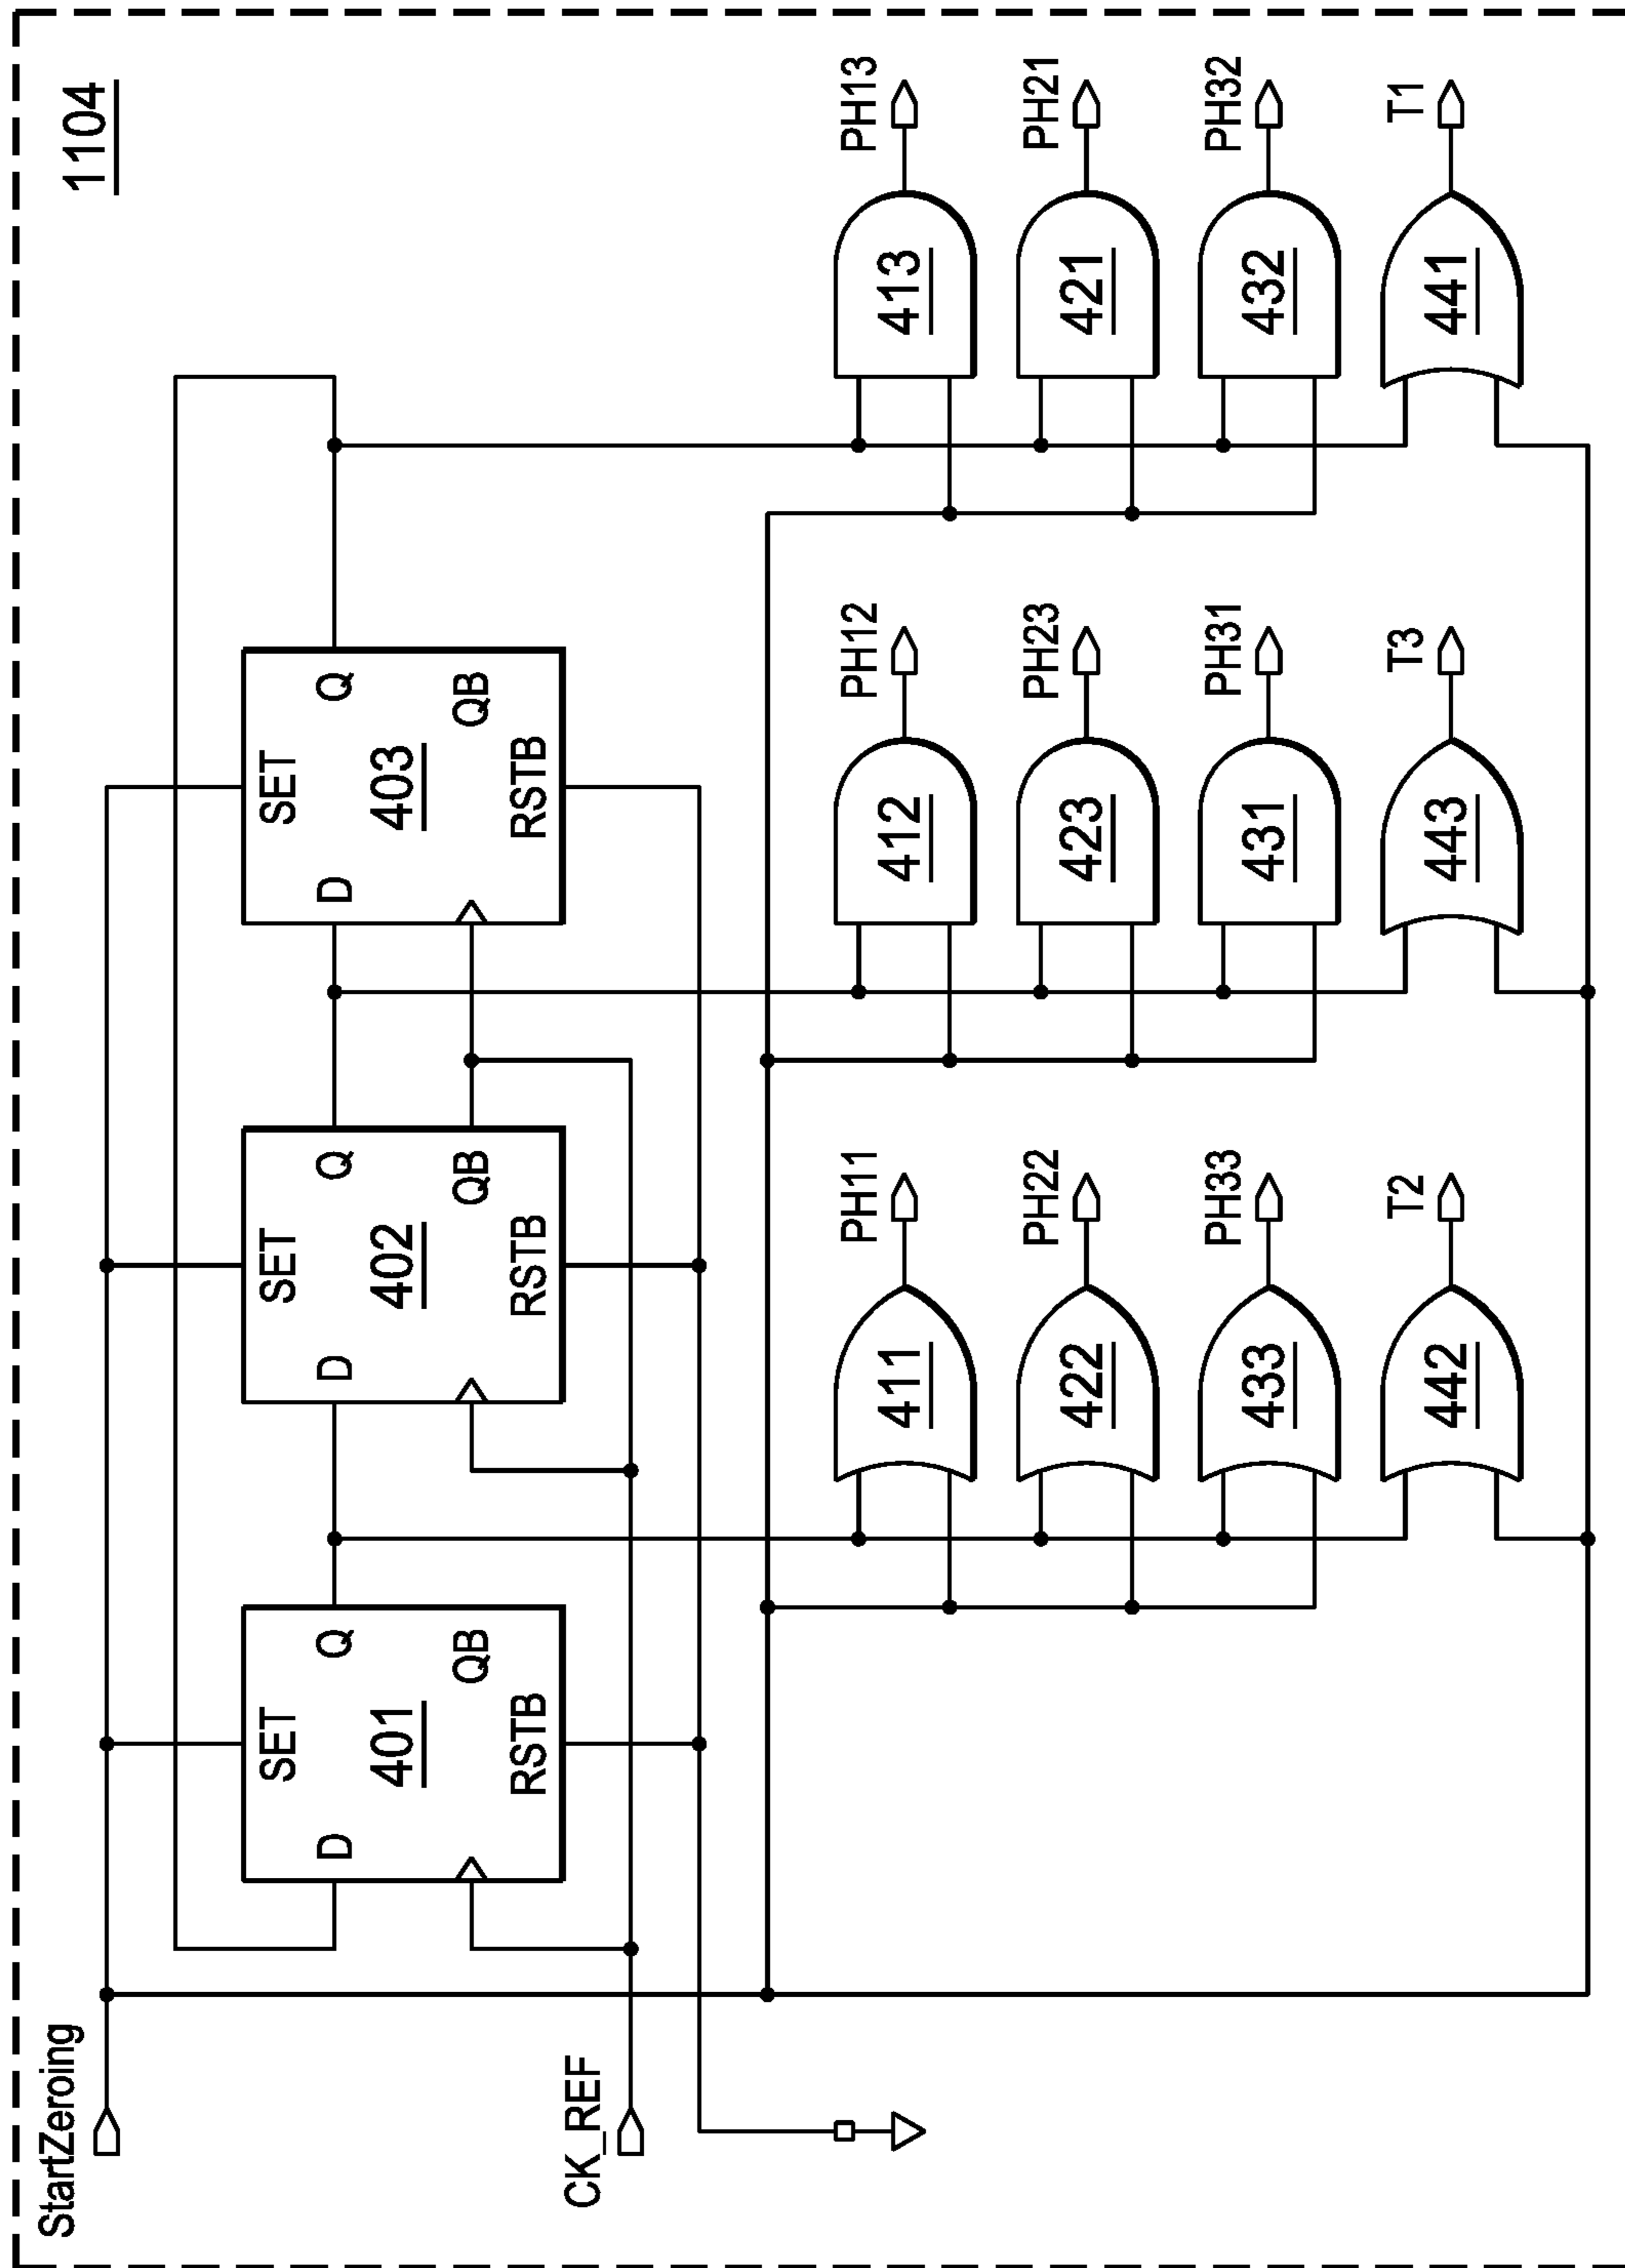 1104
StartZeroing
SET
SET
SET
D
Q
D
Q
D
Q
401
402
403
QB
QB
QB
RSTB
RSTB
RSTB
CK_REF
411
PH11
412
PH12
413
PH13
422
PH22
423
PH23
421
PH21
433
PH33
431
PH31
432
PH32
442
T2
443
T3
441
T1